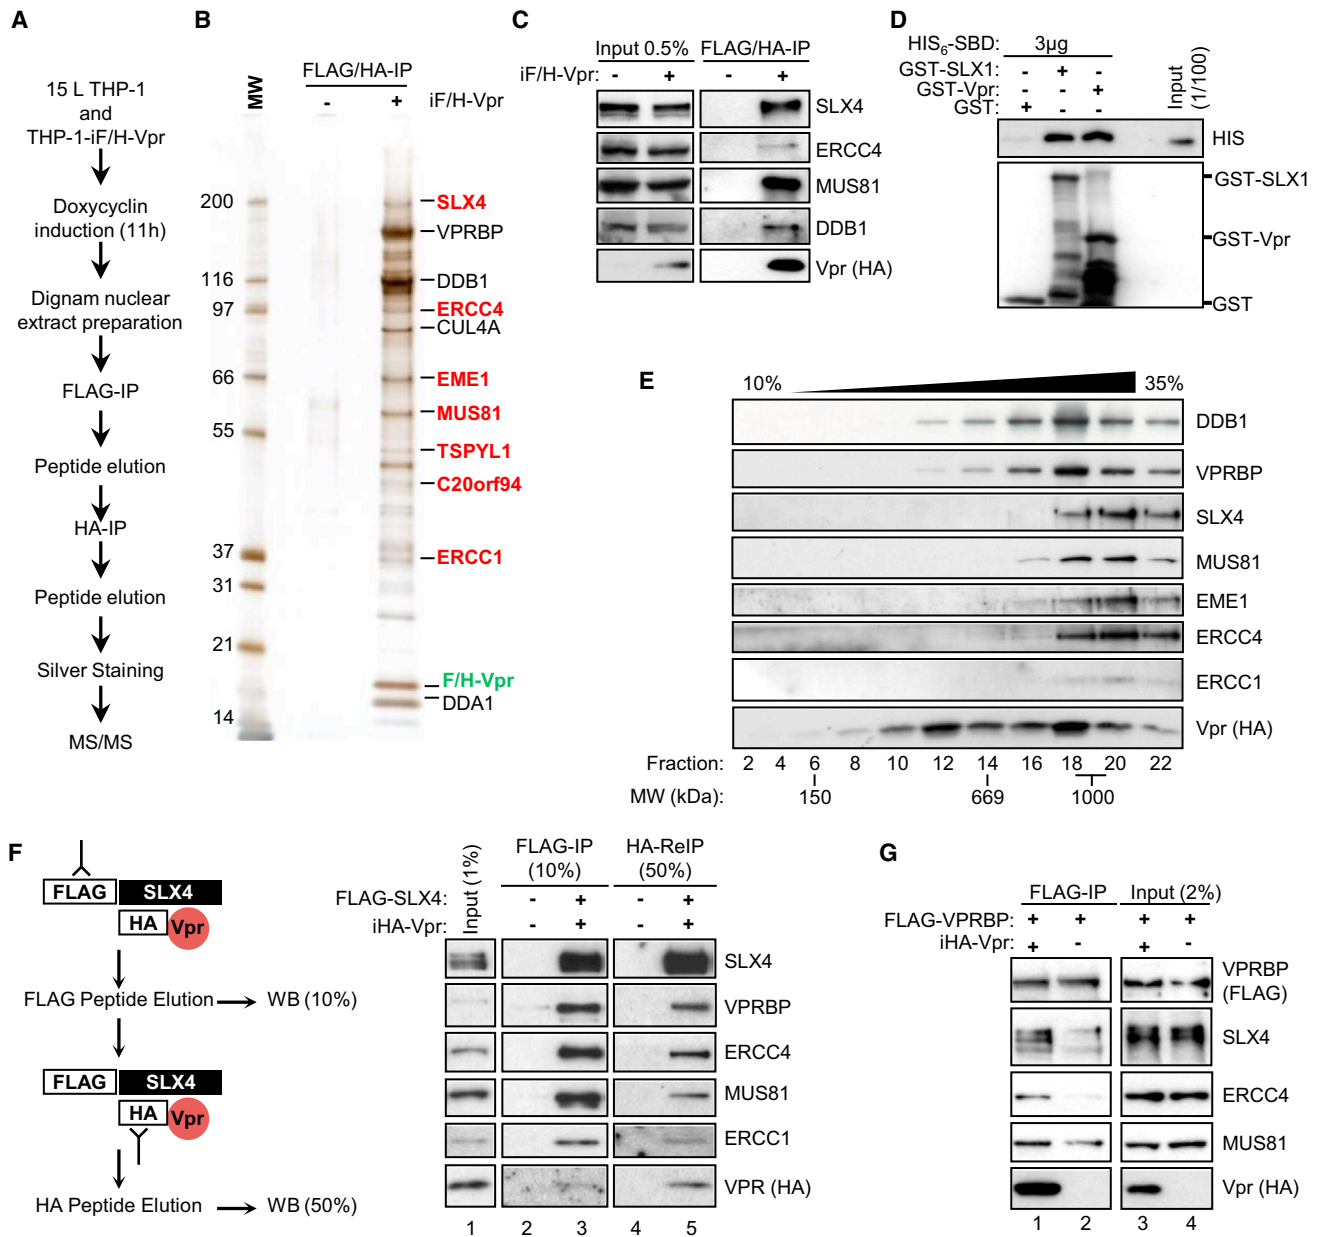 A
15 L THP-1
and
THP-1-iF/H-Vpr
Doxycyclin
induction (11h)
Dignam nuclear
extract preparation
FLAG-IP
Peptide elution
HA-IP
Peptide elution
Silver Staining
MS/MS
B
MW
FLAG/HA-IP
- + iF/H-Vpr
200
116
97
66
55
37
31
21
14
SLX4
VPRBP
DDB1
ERCC4
CUL4A
EME1
MUS81
TSPYL1
C20orf94
ERCC1
F/H-Vpr
DDA1
C
Input 0.5% FLAG/HA-IP
iF/H-Vpr: - + - +
SLX4
ERCC4
MUS81
DDB1
Vpr (HA)
D
HIS6-SBD: 3µg
GST-SLX1: - + -
GST-Vpr: - - +
GST: + - -
Input
(1/100)
HIS
GST-SLX1
GST-Vpr
GST
E
10% 35%
DDB1
VPRBP
SLX4
MUS81
EME1
ERCC4
ERCC1
Vpr (HA)
Fraction: 2 4 6 8 10 12 14 16 18 20 22
MW (kDa): 150 669 1000
F
FLAG SLX4
HA Vpr
FLAG Peptide Elution WB (10%)
FLAG SLX4
HA Vpr
HA Peptide Elution WB (50%)
Input (1%)
FLAG-IP
(10%)
HA-ReIP
(50%)
FLAG-SLX4: - + - +
iHA-Vpr: - + - +
SLX4
VPRBP
ERCC4
MUS81
ERCC1
VPR (HA)
1 2 3 4 5
G
FLAG-IP Input (2%)
FLAG-VPRBP: + + + +
iHA-Vpr: + - + -
VPRBP
(FLAG)
SLX4
ERCC4
MUS81
Vpr (HA)
1 2 3 4